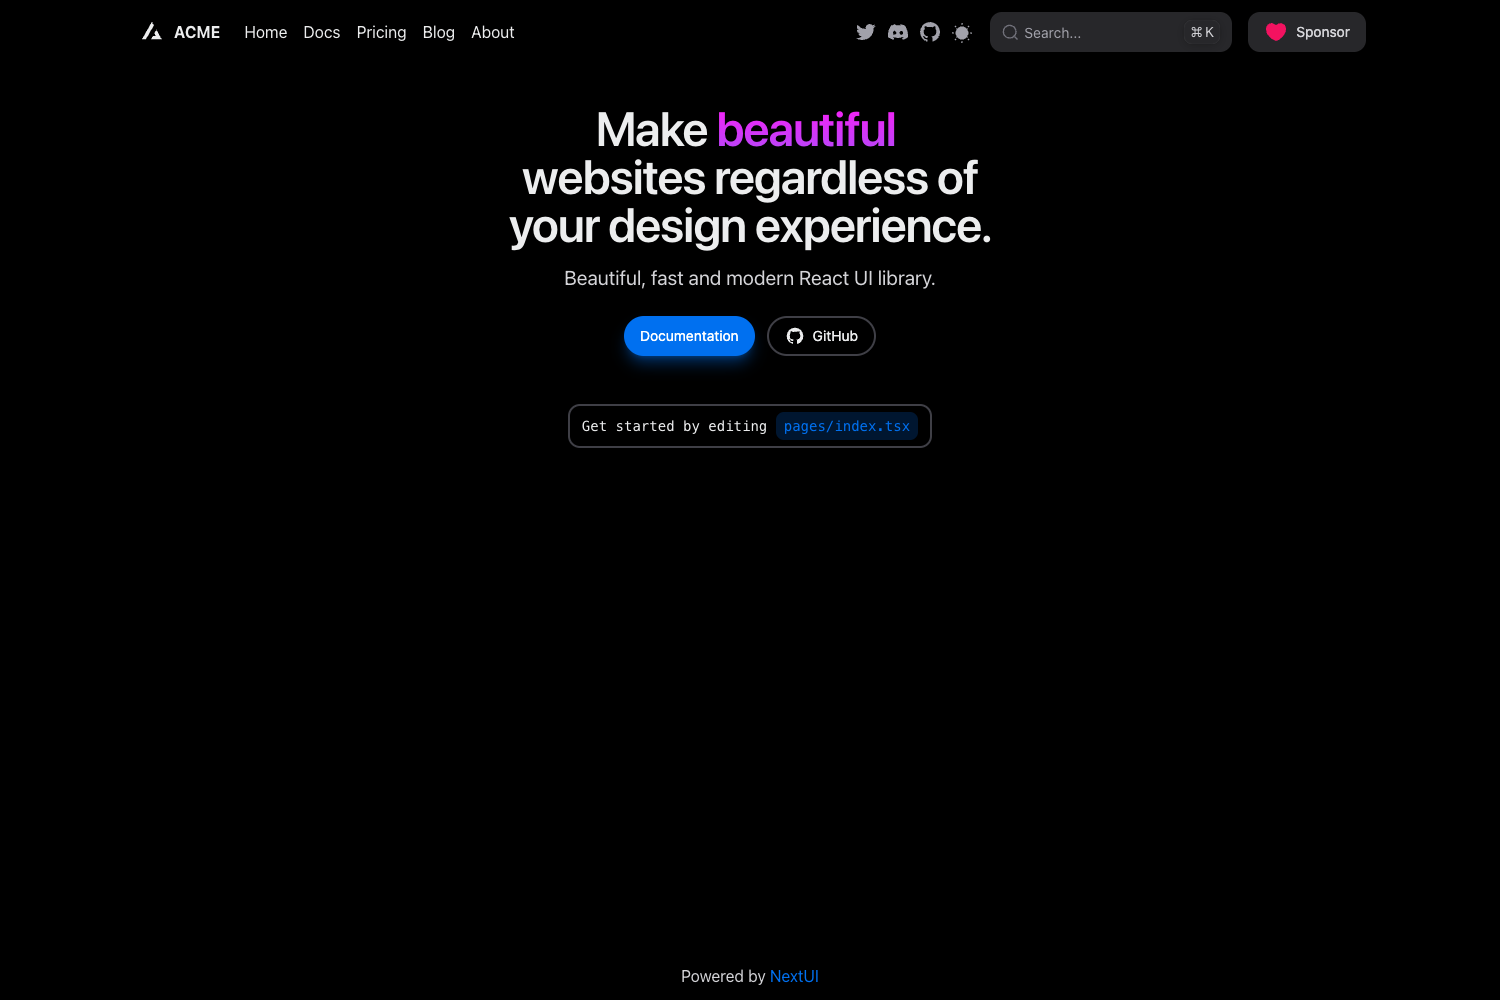 ACME Home Docs Pricing Blog About Search... ⌘K Sponsor
Make beautiful
websites regardless of
your design experience.
Beautiful, fast and modern React UI library.
Documentation GitHub
Get started by editing pages/index.tsx
Powered by NextUI